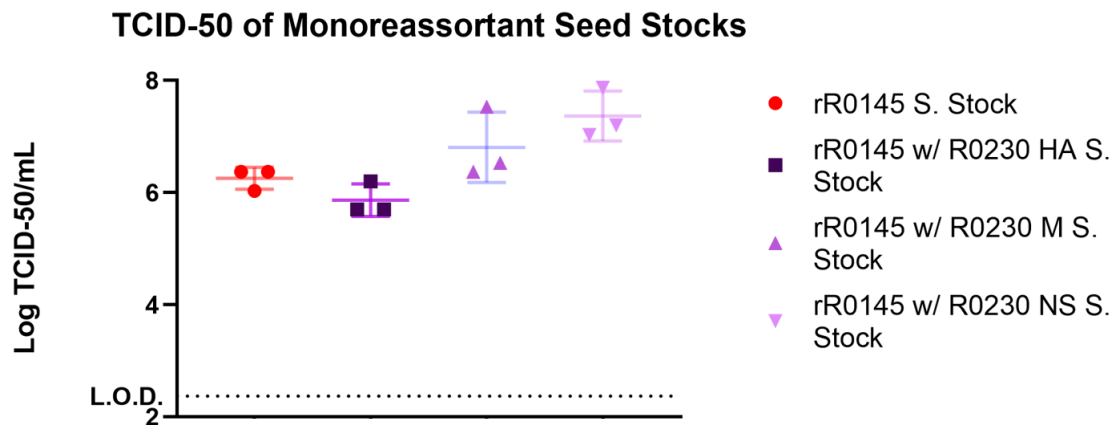 TCID-50 of Monoreassortant Seed Stocks
Log TCID-50/mL
8
6
4
L.O.D.
2
rR0145 S. Stock
rR0145 w/ R0230 HA S.
Stock
rR0145 w/ R0230 M S.
Stock
rR0145 w/ R0230 NS S.
Stock